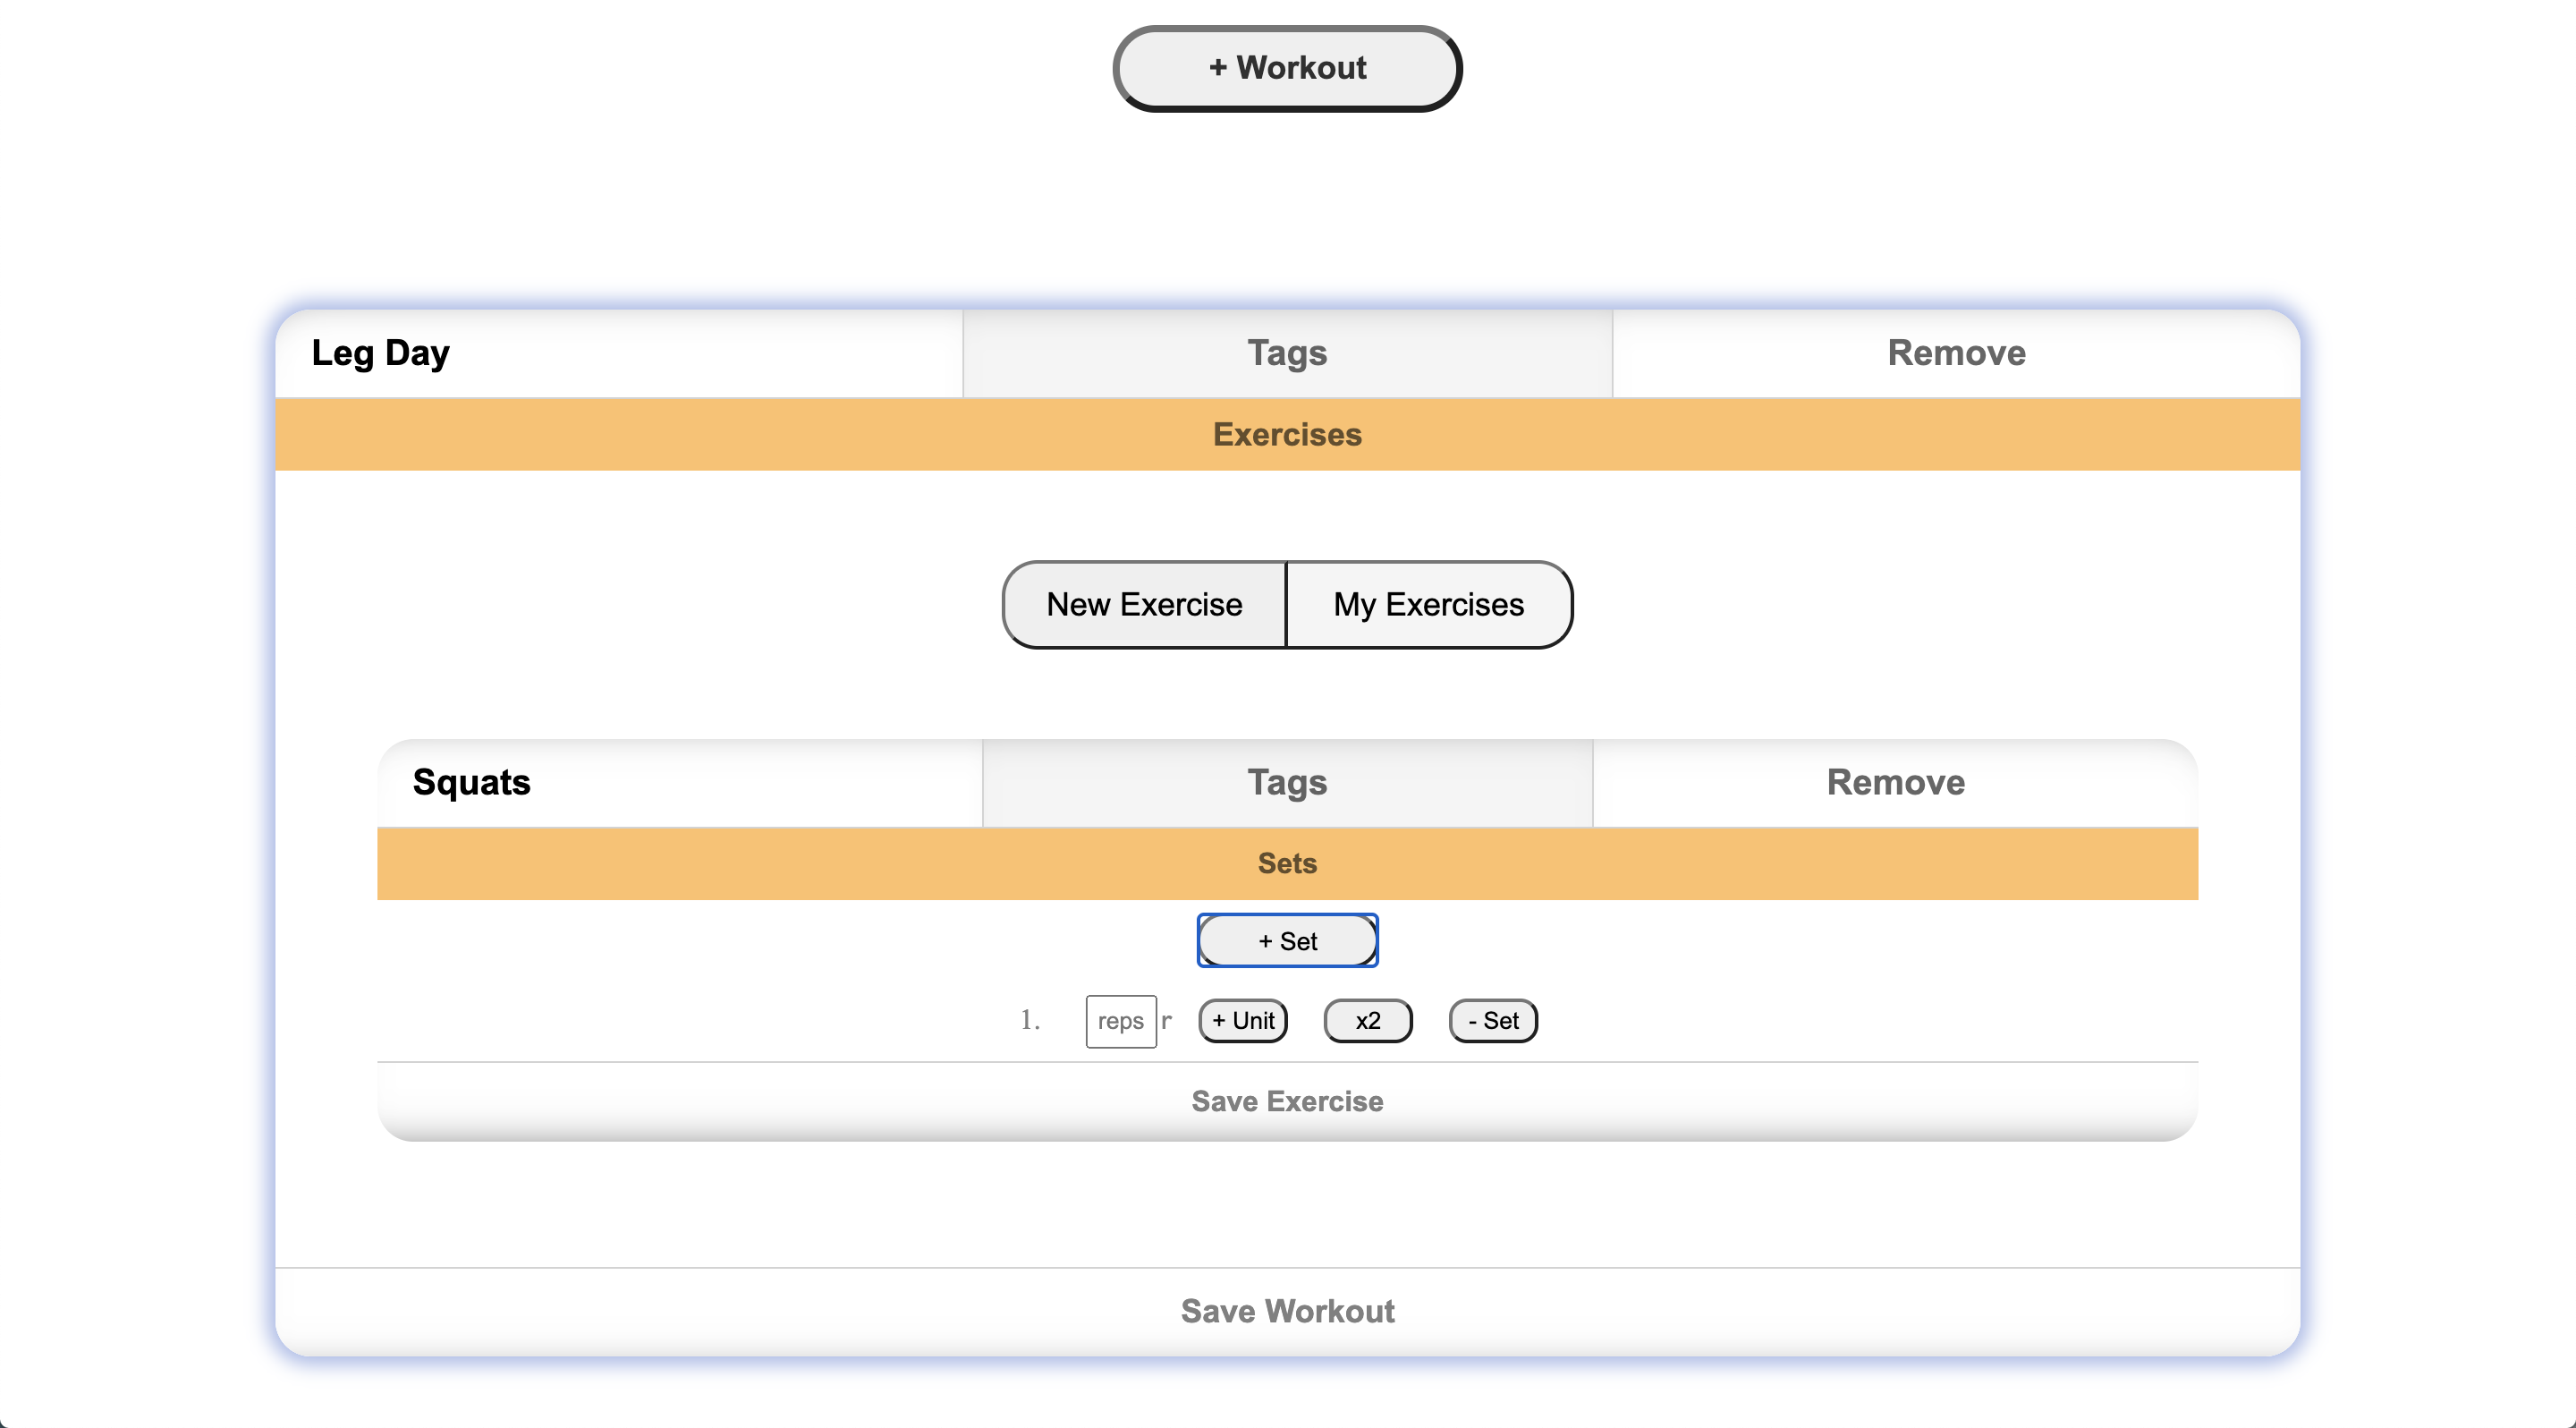 + Workout
Leg Day Tags Remove
Exercises
New Exercise My Exercises
Squats Tags Remove
Sets
+ Set
1. reps r + Unit x2 - Set
Save Exercise
Save Workout